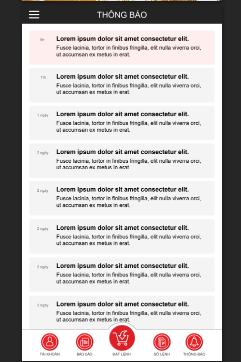 THÔNG BÁO
Lorem ipsum dolor sit amet consectetur elit.
Fusce lacinia, tortor in finibus fringilla, elit nulla viverra orci,
ut accumsan ex metus in erat.
Lorem ipsum dolor sit amet consectetur elit.
Fusce lacinia, tortor in finibus fringilla, elit nulla viverra orci,
ut accumsan ex metus in erat.
1 ngày
Lorem ipsum dolor sit amet consectetur elit.
Fusce lacinia, tortor in finibus fringilla, elit nulla viverra orci,
ut accumsan ex metus in erat.
ngày
Lorem ipsum dolor sit amet consectetur elit.
Fusce lacinia, tortor in finibus fringilla, elit nulla viverra orci,
ut accumsan ex metus in erat.
2 ngày
Lorem ipsum dolor sit amet consectetur elit.
Fusce lacinia, tortor in finibus fringilla, elit nulla viverra orci,
ut accumsan ex metus in erat.
2 ngày
Lorem ipsum dolor sit amet consectetur elit.
Fusce lacinia, tortor in finibus fringilla, elit nulla viverra orci,
ut accumsan ex metus in erat.
ngày
Lorem ipsum dolor sit amet consectetur elit.
Fusce lacinia, tortor in finibus fringilla, elit nulla viverra orci,
ut accumsan ex metus in erat.
ngày
Lorem ipsum dolor sit amet consectetur elit.
Fusce lacinia, tortor in finibus fringilla, elit nulla viverra orci,
ut accumsan ex metus in erat.
TÀI KHOẢN
BÁO CÁO
ĐẶT LỆNH
SỔ LỆNH
THÔNG BÁO